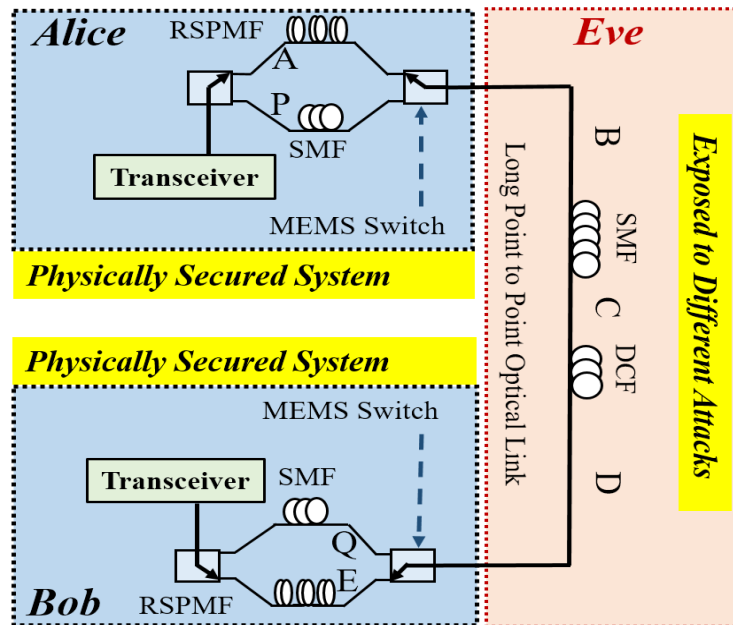 Alice
RSPMF
A
P
SMF
Transceiver
MEMS Switch
Physically Secured System
Eve
Long Point to Point Optical Link
B
SMF
C
DCF
D
Exposed to Different Attacks
Physically Secured System
MEMS Switch
Transceiver
SMF
Q
E
RSPMF
Bob